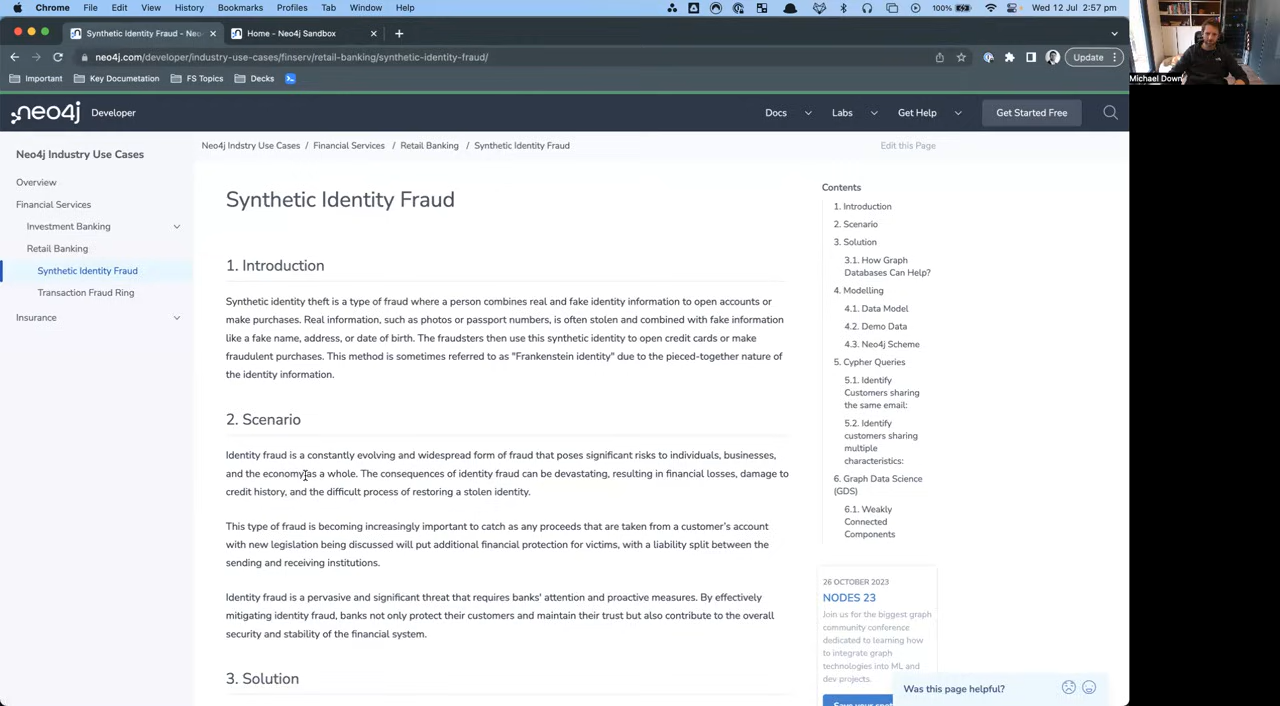 Chrome File Edit View History Bookmarks Profiles Tab Window Help 100% Wed 12 Jul 2:57 pm
Synthetic Identity Fraud - Neo
Home - Neo4j Sandbox
neo4j.com/developer/industry-use-cases/finserv/retail-banking/synthetic-identity-fraud/
Update
Important Key Documentation FS Topics Decks
Michael Down
neo4j Developer
Docs Labs Get Help Get Started Free
Neo4j Industry Use Cases
Overview
Financial Services
Investment Banking
Retail Banking
Synthetic Identity Fraud
Transaction Fraud Ring
Insurance
Neo4j Indstry Use Cases / Financial Services / Retail Banking / Synthetic Identity Fraud
Edit this Page
Synthetic Identity Fraud
1. Introduction
Synthetic identity theft is a type of fraud where a person combines real and fake identity information to open accounts or
make purchases. Real information, such as photos or passport numbers, is often stolen and combined with fake information
like a fake name, address, or date of birth. The fraudsters then use this synthetic identity to open credit cards or make
fraudulent purchases. This method is sometimes referred to as "Frankenstein identity" due to the pieced-together nature of
the identity information.
2. Scenario
Identity fraud is a constantly evolving and widespread form of fraud that poses significant risks to individuals, businesses,
and the economy as a whole. The consequences of identity fraud can be devastating, resulting in financial losses, damage to
credit history, and the difficult process of restoring a stolen identity.
This type of fraud is becoming increasingly important to catch as any proceeds that are taken from a customer's account
with new legislation being discussed will put additional financial protection for victims, with a liability split between the
sending and receiving institutions.
Identity fraud is a pervasive and significant threat that requires banks' attention and proactive measures. By effectively
mitigating identity fraud, banks not only protect their customers and maintain their trust but also contribute to the overall
security and stability of the financial system.
3. Solution
Contents
1. Introduction
2. Scenario
3. Solution
3.1. How Graph
Databases Can Help?
4. Modelling
4.1. Data Model
4.2. Demo Data
4.3. Neo4j Scheme
5. Cypher Queries
5.1. Identify
Customers sharing
the same email:
5.2. Identify
customers sharing
multiple
characteristics:
6. Graph Data Science
(GDS)
6.1. Weakly
Connected
Components
26 OCTOBER 2023
NODES 23
Join us for the biggest graph
community conference
dedicated to learning how
to integrate graph
technologies into ML and
dev projects.
Save your spot
Was this page helpful?